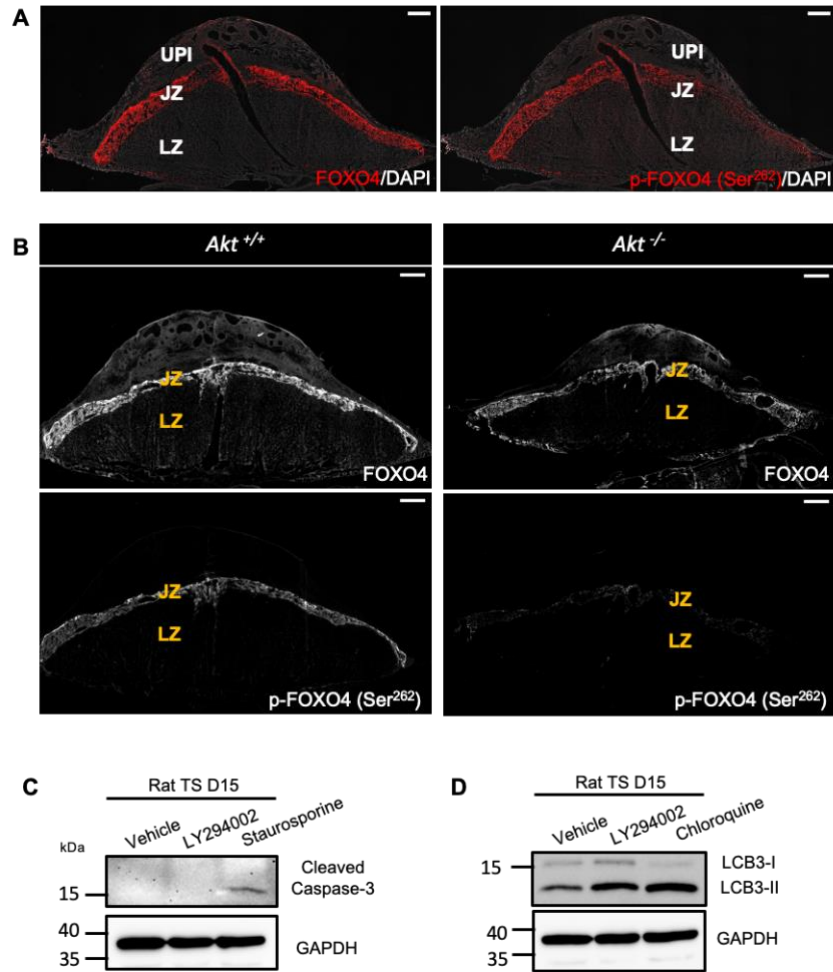 A
UPI
JZ
LZ
FOXO4/DAPI
UPI
JZ
LZ
p-FOXO4 (Ser262)/DAPI
B
Akt +/+
Akt -/-
JZ
LZ
FOXO4
JZ
LZ
FOXO4
JZ
LZ
p-FOXO4 (Ser262)
JZ
LZ
p-FOXO4 (Ser262)
C
Rat TS D15
Vehicle
LY294002
Staurosporine
kDa
15
Cleaved
Caspase-3
40
35
GAPDH
D
Rat TS D15
Vehicle
LY294002
Chloroquine
15
LCB3-I
LCB3-II
40
35
GAPDH